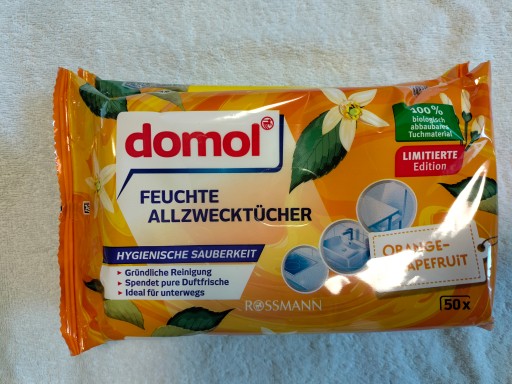 domol
100%
biologisch
abbaubares
Tuchmaterial
LIMITIERTE
Edition
FEUCHTE
ALLZWECKTÜCHER
HYGIENISCHE SAUBERKEIT
Gründliche Reinigung
Spendet pure Duftfrische
Ideal für unterwegs
ORANGE-
APEFRUIT
ROSSMANN
50x